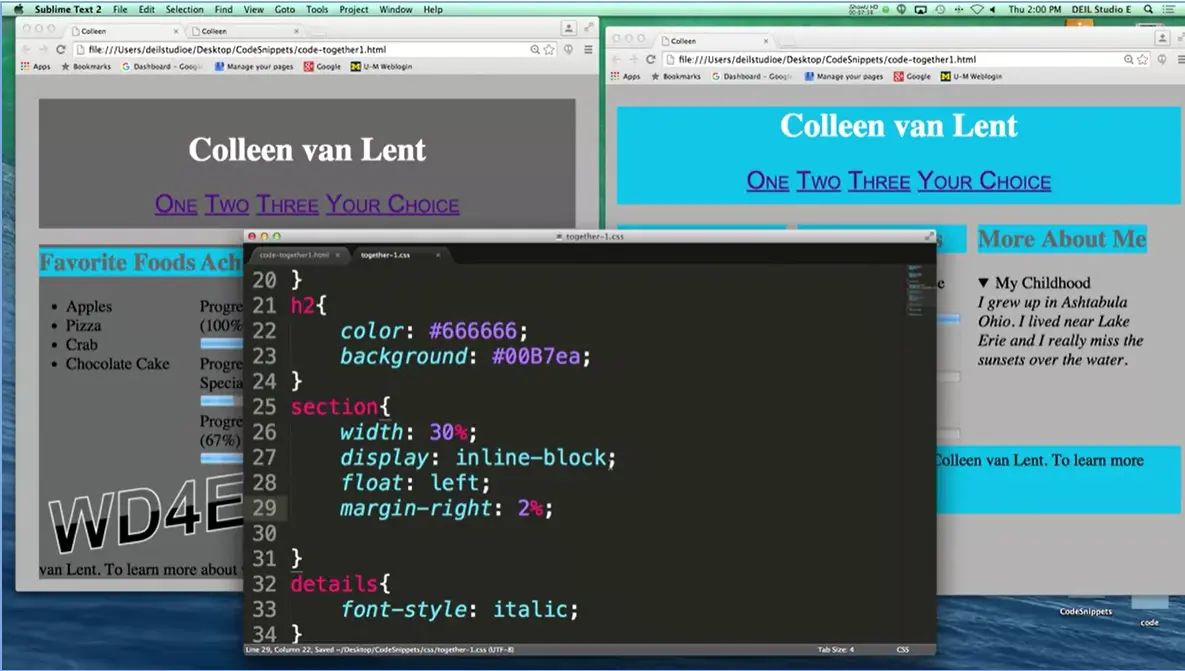 Sublime Text 2 File Edit Selection Find View Goto Tools Project Window Help
Thu 2:00 PM DEIL Studio E
Colleen
Colleen
file:///Users/deilstudioe/Desktop/CodeSnippets/code-together1.html
Apps Bookmarks Dashboard - Googl Manage your pages Google U-M Weblogin
Colleen van Lent
One Two Three Your Choice
Favorite Foods Ach
Apples
Pizza
Crab
Chocolate Cake
Progre
(100%
Progre
Specia
Progre
(67%)
WD4E
van Lent. To learn more about
Colleen
file:///Users/deilstudioe/Desktop/CodeSnippets/code-together1.html
Apps Bookmarks Dashboard - Googl Manage your pages Google U-M Weblogin
Colleen van Lent
One Two Three Your Choice
s More About Me
e
▼ My Childhood
I grew up in Ashtabula
Ohio. I lived near Lake
Erie and I really miss the
sunsets over the water.
Colleen van Lent. To learn more
together-1.css
code-together1.html together-1.css
20 }
21 h2{
22 color: #666666;
23 background: #00B7ea;
24 }
25 section{
26 width: 30%;
27 display: inline-block;
28 float: left;
29 margin-right: 2%;
30
31 }
32 details{
33 font-style: italic;
34 }
Line 29, Column 22, Saved ~/Desktop/CodeSnippets/css/together-1.css (UTF-8) Tab Size: 4 CSS
CodeSnippets
code